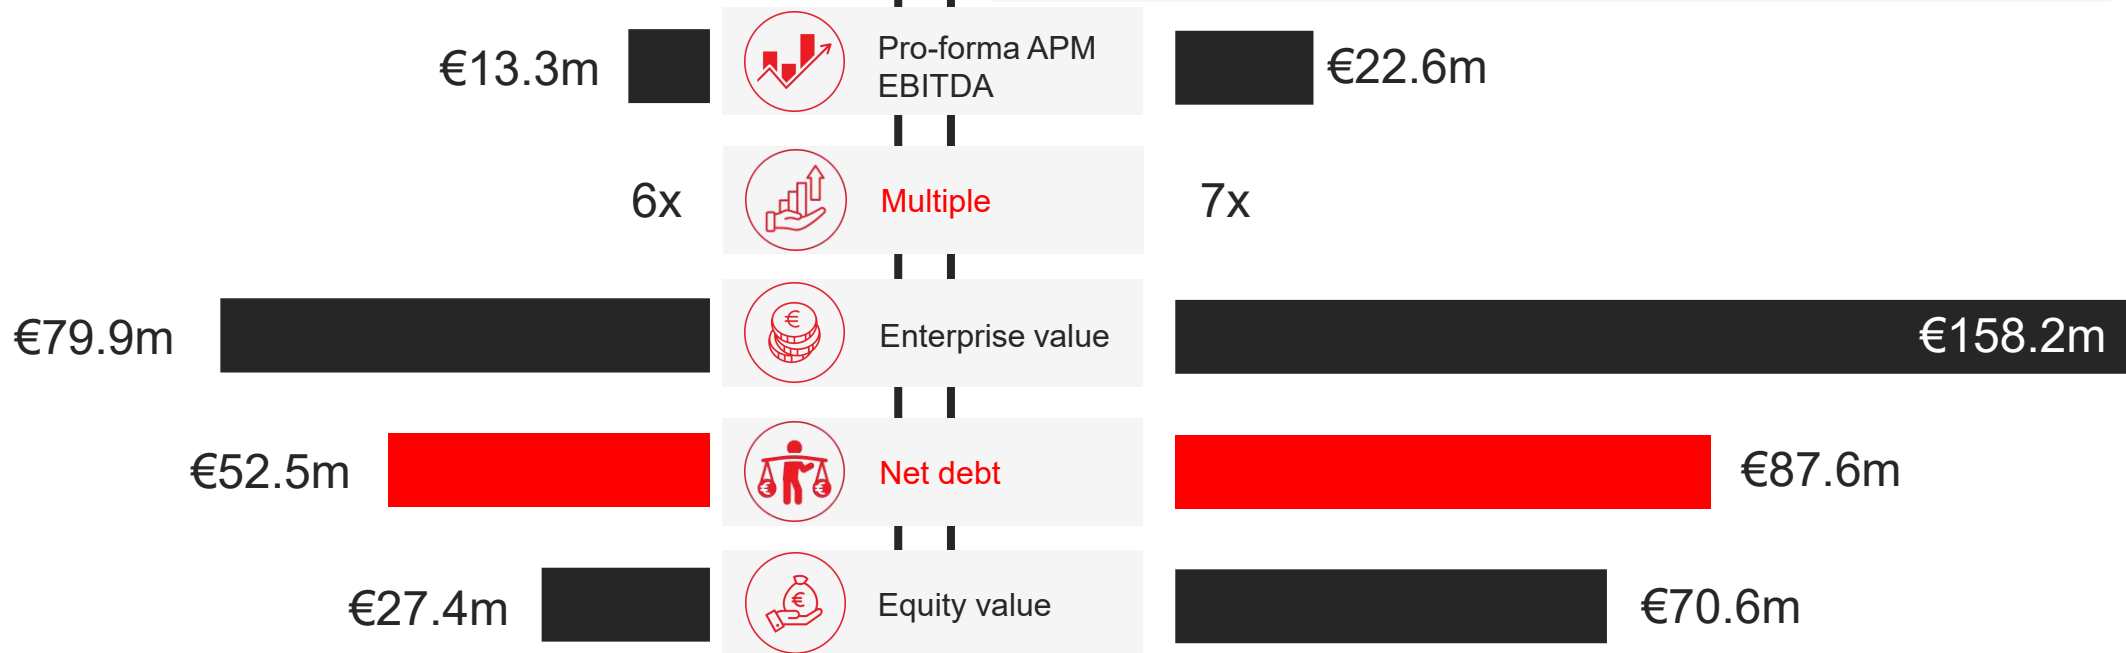 €13.3m
Pro-forma APM
EBITDA
€22.6m
6x
Multiple
7x
€79.9m
€
Enterprise value
€158.2m
€52.5m
€ €
Net debt
€87.6m
€27.4m
€
Equity value
€70.6m